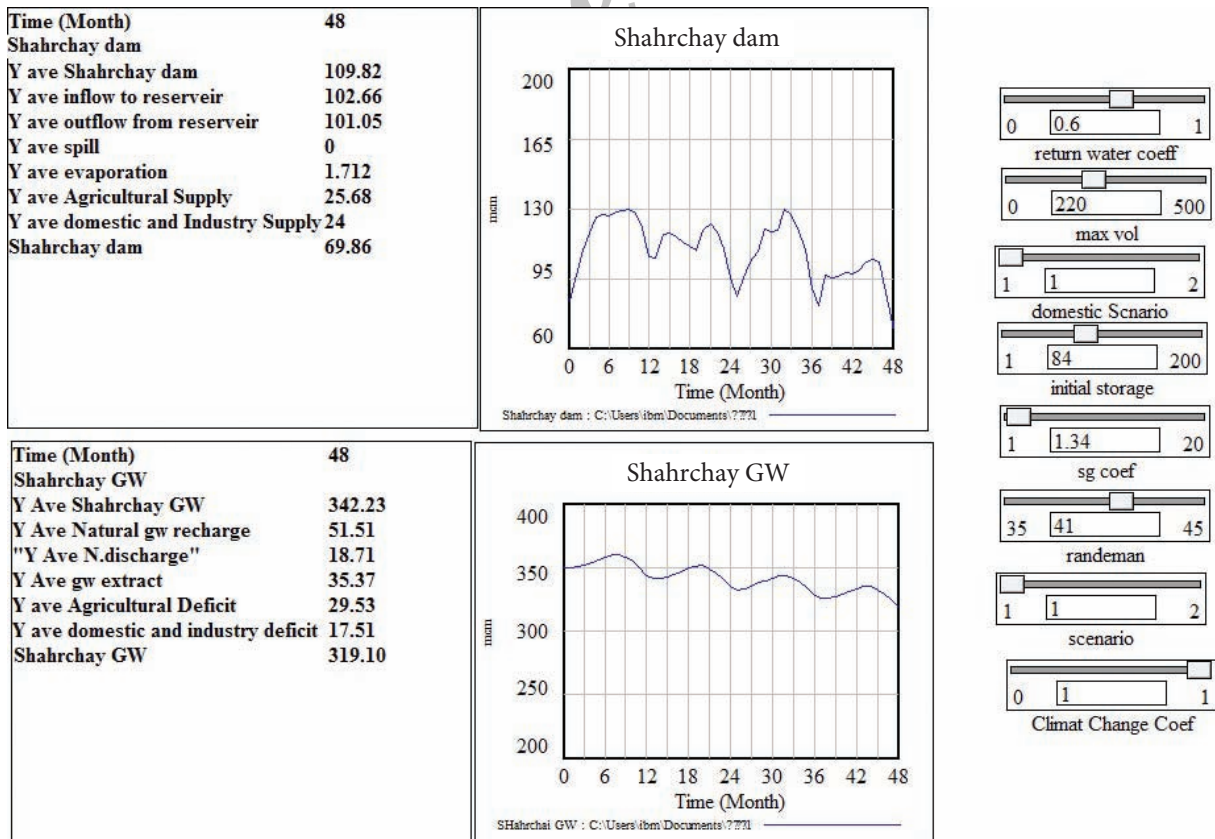 Time (Month) 48
Shahrchay dam
Y ave Shahrchay dam 109.82
Y ave inflow to reserveir 102.66
Y ave outflow from reserveir 101.05
Y ave spill 0
Y ave evaporation 1.712
Y ave Agricultural Supply 25.68
Y ave domestic and Industry Supply 24
Shahrchay dam 69.86
Shahrchay dam
200
165
130
95
60
mcm
0 6 12 18 24 30 36 42 48
Time (Month)
Shahrchay dam : C:\Users\ibm\Documents\????1
Time (Month) 48
Shahrchay GW
Y Ave Shahrchay GW 342.23
Y Ave Natural gw recharge 51.51
"Y Ave N.discharge" 18.71
Y Ave gw extract 35.37
Y ave Agricultural Deficit 29.53
Y ave domestic and industry deficit 17.51
Shahrchay GW 319.10
Shahrchay GW
400
350
300
250
200
mcm
0 6 12 18 24 30 36 42 48
Time (Month)
SHahrchai GW : C:\Users\ibm\Documents\????1
0 0.6 1
return water coeff
0 220 500
max vol
1 1 2
domestic Scnario
1 84 200
initial storage
1 1.34 20
sg coef
35 41 45
randeman
1 1 2
scenario
0 1 1
Climat Change Coef